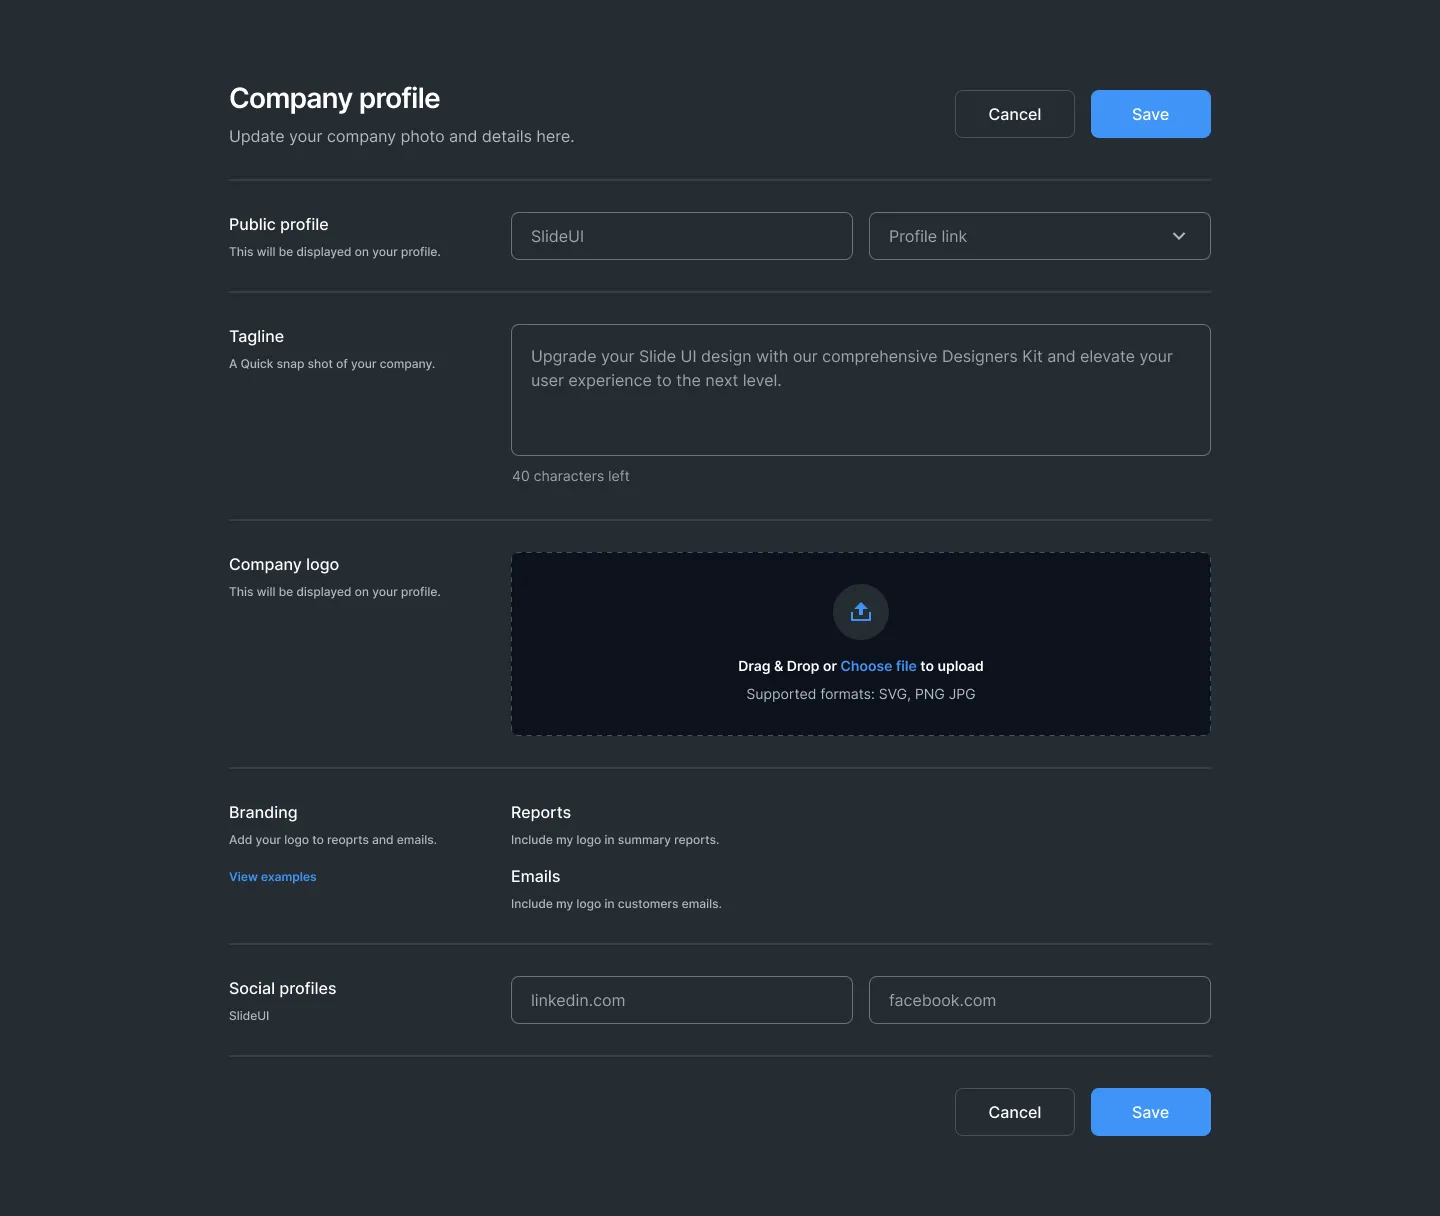 Company profile
Update your company photo and details here.
Cancel
Save
Public profile
This will be displayed on your profile.
SlideUI
Profile link
Tagline
A Quick snap shot of your company.
Upgrade your Slide UI design with our comprehensive Designers Kit and elevate your
user experience to the next level.
40 characters left
Company logo
This will be displayed on your profile.
Drag & Drop or Choose file to upload
Supported formats: SVG, PNG JPG
Branding
Add your logo to reoprts and emails.
View examples
Reports
Include my logo in summary reports.
Emails
Include my logo in customers emails.
Social profiles
SlideUI
linkedin.com
facebook.com
Cancel
Save